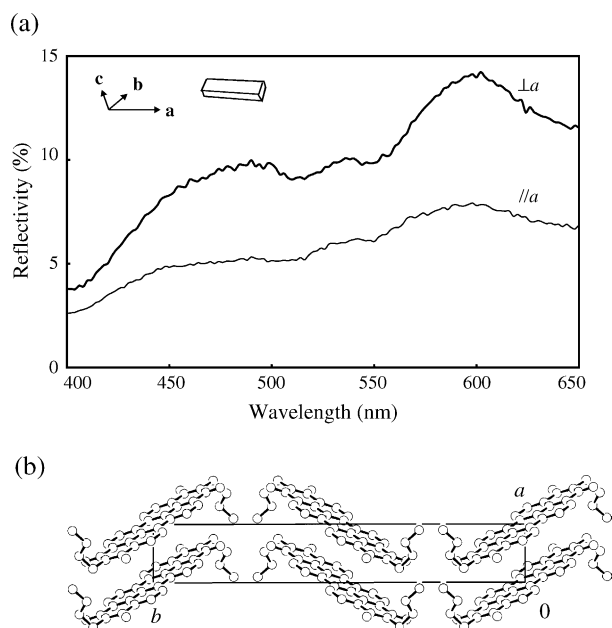 (a)
15
10
5
0
Reflectivity (%)
c
b
a
⊥a
//a
400
450
500
550
600
650
Wavelength (nm)
(b)
a
b
0